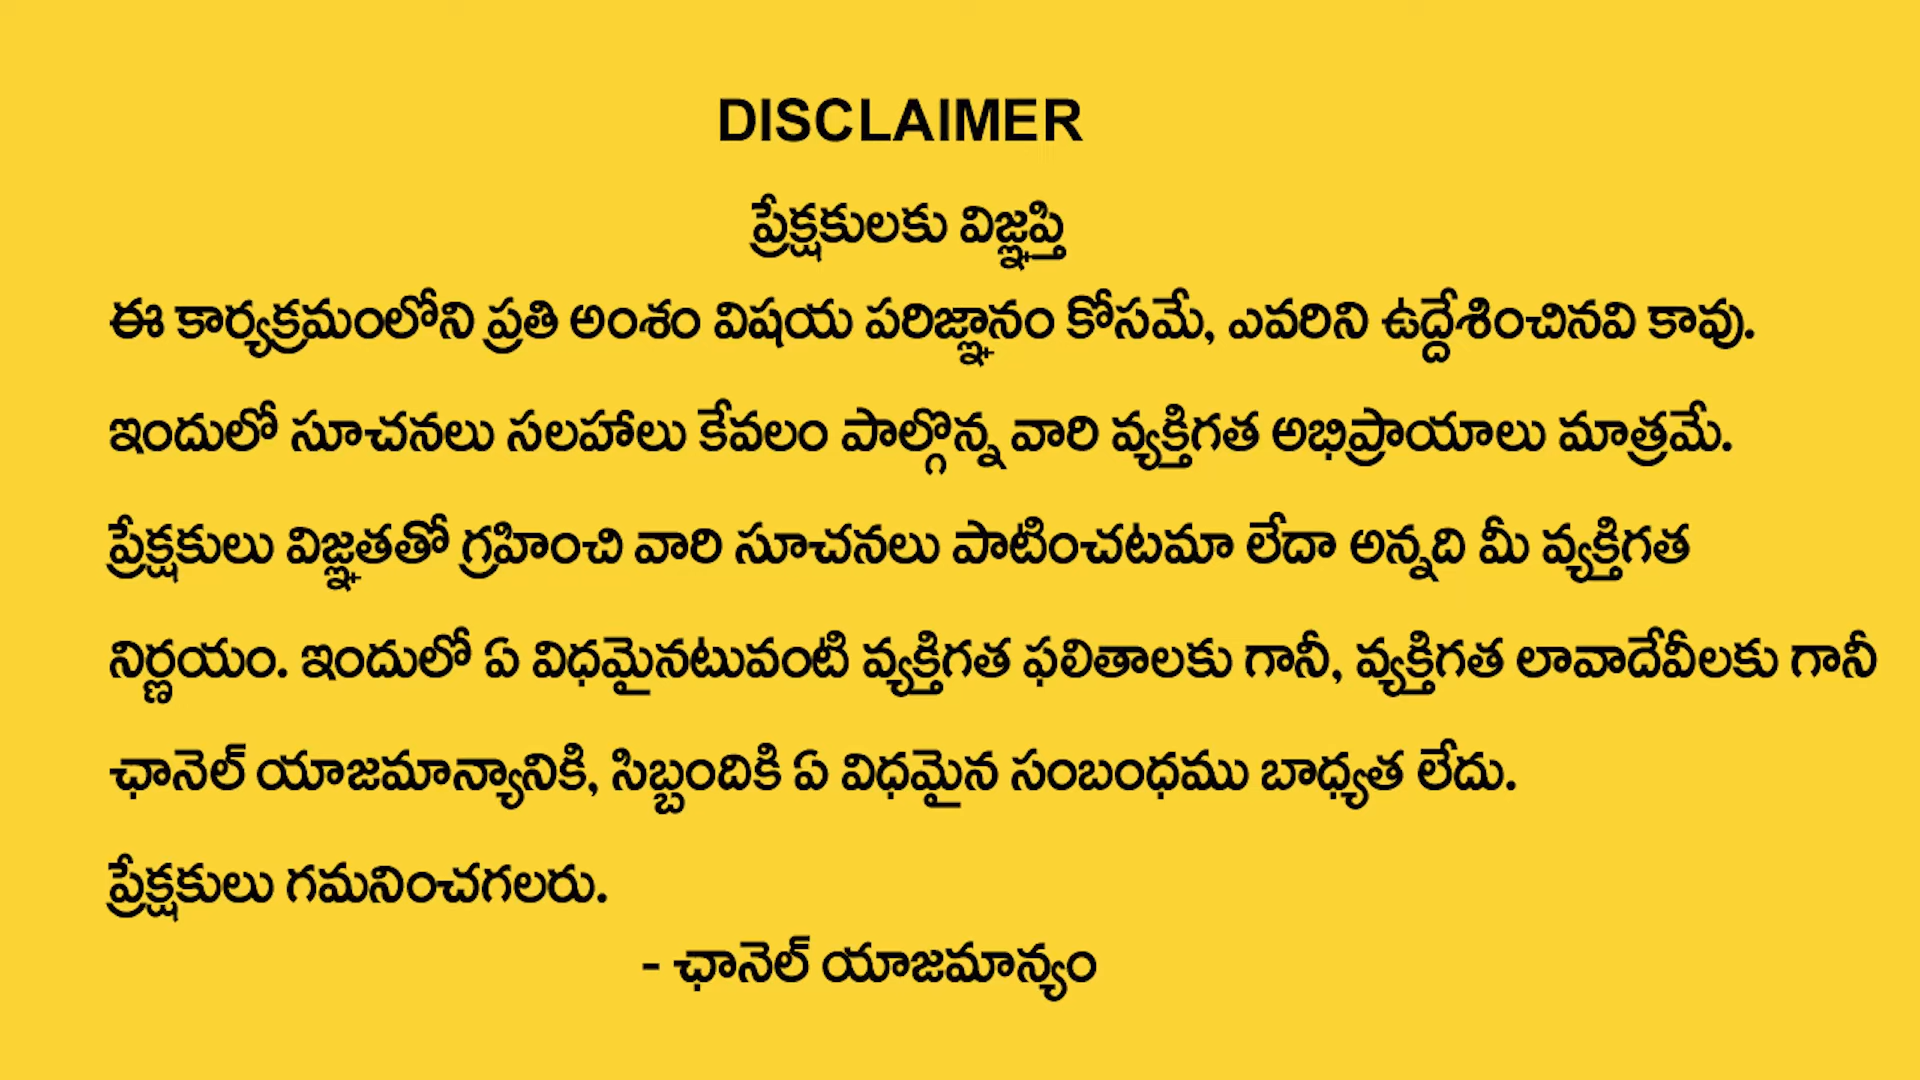 DISCLAIMER
ప్రేక్షకులకు విజ్ఞప్తి
ఈ కార్యక్రమంలోని ప్రతి అంశం విషయ పరిజ్ఞానం కోసమే, ఎవరిని ఉద్దేశించినవి కావు.
ఇందులో సూచనలు సలహాలు కేవలం పాల్గొన్న వారి వ్యక్తిగత అభిప్రాయాలు మాత్రమే.
ప్రేక్షకులు విజ్ఞతతో గ్రహించి వారి సూచనలు పాటించటమా లేదా అన్నది మీ వ్యక్తిగత
నిర్ణయం. ఇందులో ఏ విధమైనటువంటి వ్యక్తిగత ఫలితాలకు గానీ, వ్యక్తిగత లావాదేవీలకు గానీ
ఛానెల్ యాజమాన్యానికి, సిబ్బందికి ఏ విధమైన సంబంధము బాధ్యత లేదు.
ప్రేక్షకులు గమనించగలరు.
- ఛానెల్ యాజమాన్యం